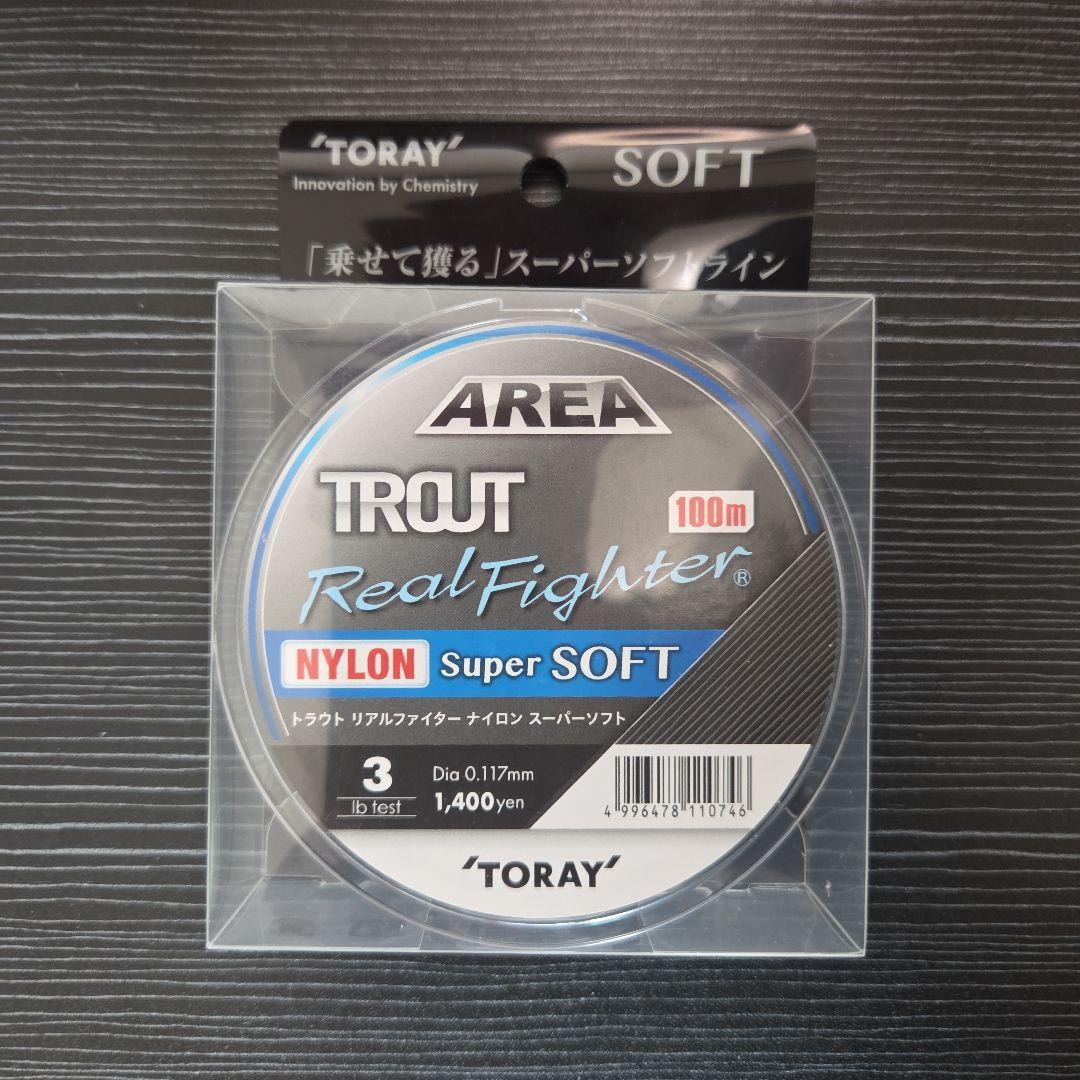 'TORAY'
SOFT
Innovation by Chemistry
「乗せて獲る」スーパーソフトライン
AREA
TROUT
100m
Real Fighter®
NYLON Super SOFT
トラウト リアルファイター ナイロン スーパーソフト
3
Dia 0.117mm
lb test
1,400yen
4 996478 110746
'TORAY'